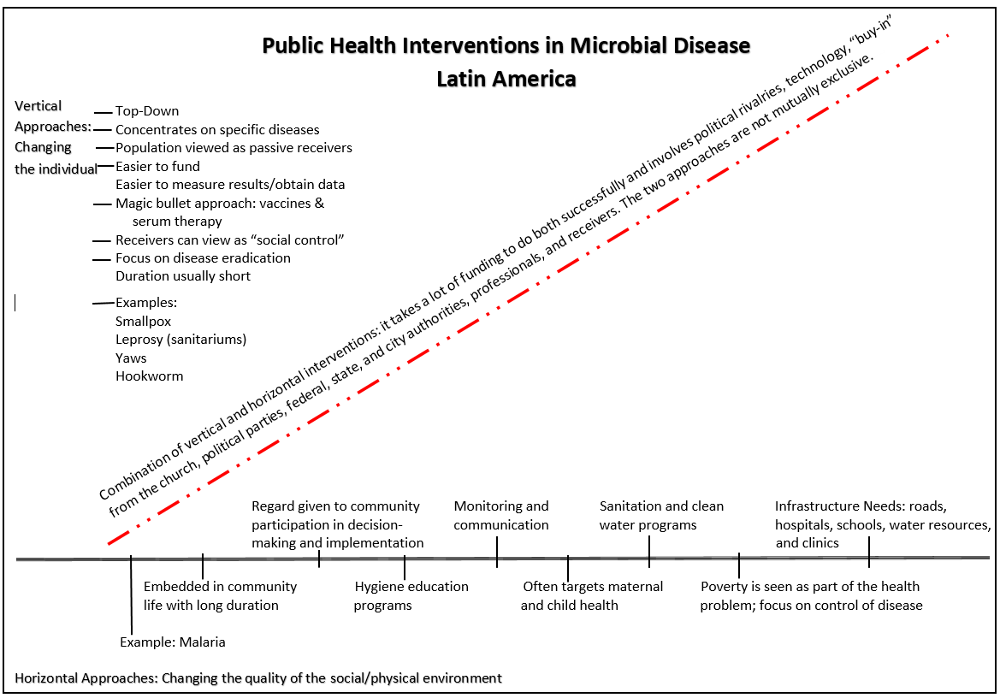 Public Health Interventions in Microbial Disease
Latin America
Vertical
Approaches:
Changing
the individual
Top-Down
Concentrates on specific diseases
Population viewed as passive receivers
Easier to fund
Easier to measure results/obtain data
Magic bullet approach: vaccines &
serum therapy
Receivers can view as “social control”
Focus on disease eradication
Duration usually short
Examples:
Smallpox
Leprosy (sanitariums)
Yaws
Hookworm
Combination of vertical and horizontal interventions: it takes a lot of funding to do both successfully and involves political rivalries, technology, “buy-in”
from the church, political parties, federal, state, and city authorities, professionals, and receivers. The two approaches are not mutually exclusive.
Regard given to community
participation in decision-
making and implementation
Monitoring and
communication
Sanitation and clean
water programs
Infrastructure Needs: roads,
hospitals, schools, water resources,
and clinics
Embedded in community
life with long duration
Hygiene education
programs
Often targets maternal
and child health
Poverty is seen as part of the health
problem; focus on control of disease
Example: Malaria
Horizontal Approaches: Changing the quality of the social/physical environment